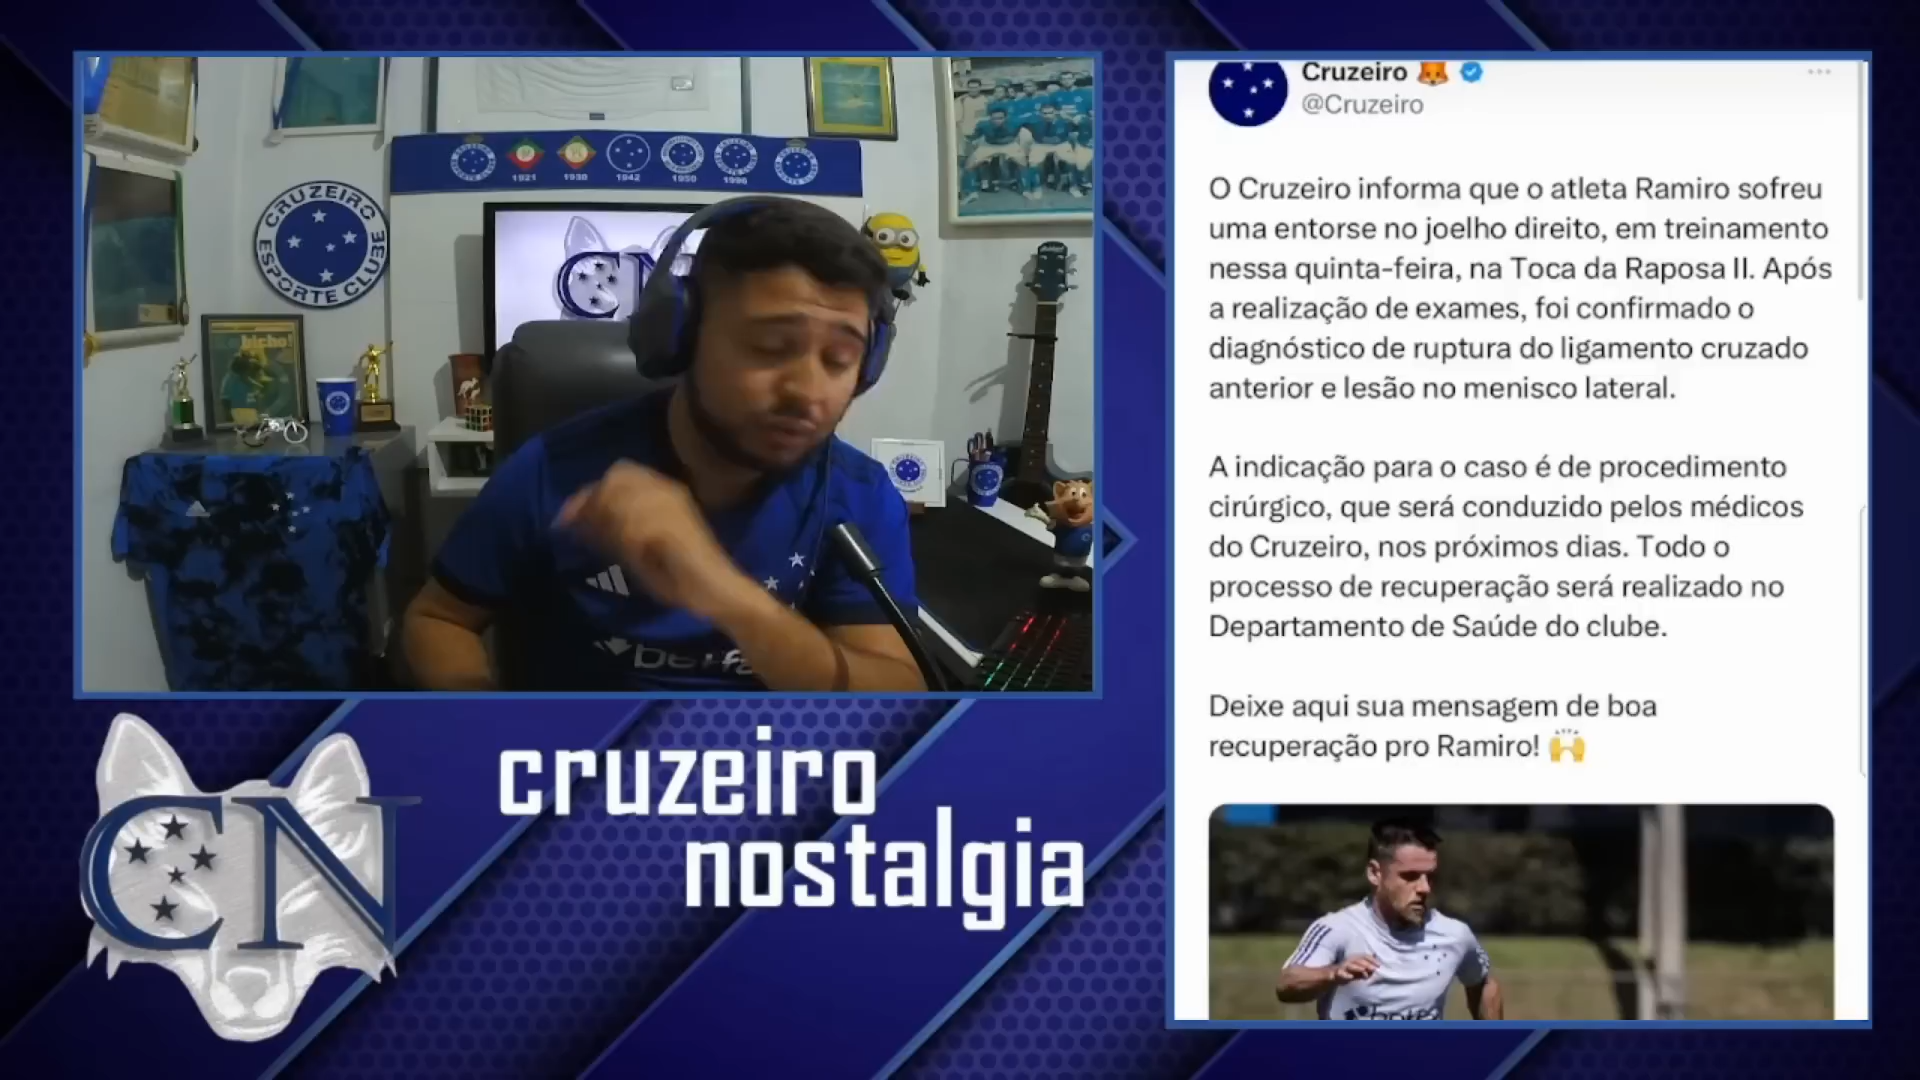 Cruzeiro
@Cruzeiro
O Cruzeiro informa que o atleta Ramiro sofreu
uma entorse no joelho direito, em treinamento
nessa quinta-feira, na Toca da Raposa II. Após
a realização de exames, foi confirmado o
diagnóstico de ruptura do ligamento cruzado
anterior e lesão no menisco lateral.
A indicação para o caso é de procedimento
cirúrgico, que será conduzido pelos médicos
do Cruzeiro, nos próximos dias. Todo o
processo de recuperação será realizado no
Departamento de Saúde do clube.
Deixe aqui sua mensagem de boa
recuperação pro Ramiro!
CRUZEIRO
ESPORTE CLUBE
1921
1930
1942
1950
1996
bicho!
CN
CN
cruzeiro
nostalgia